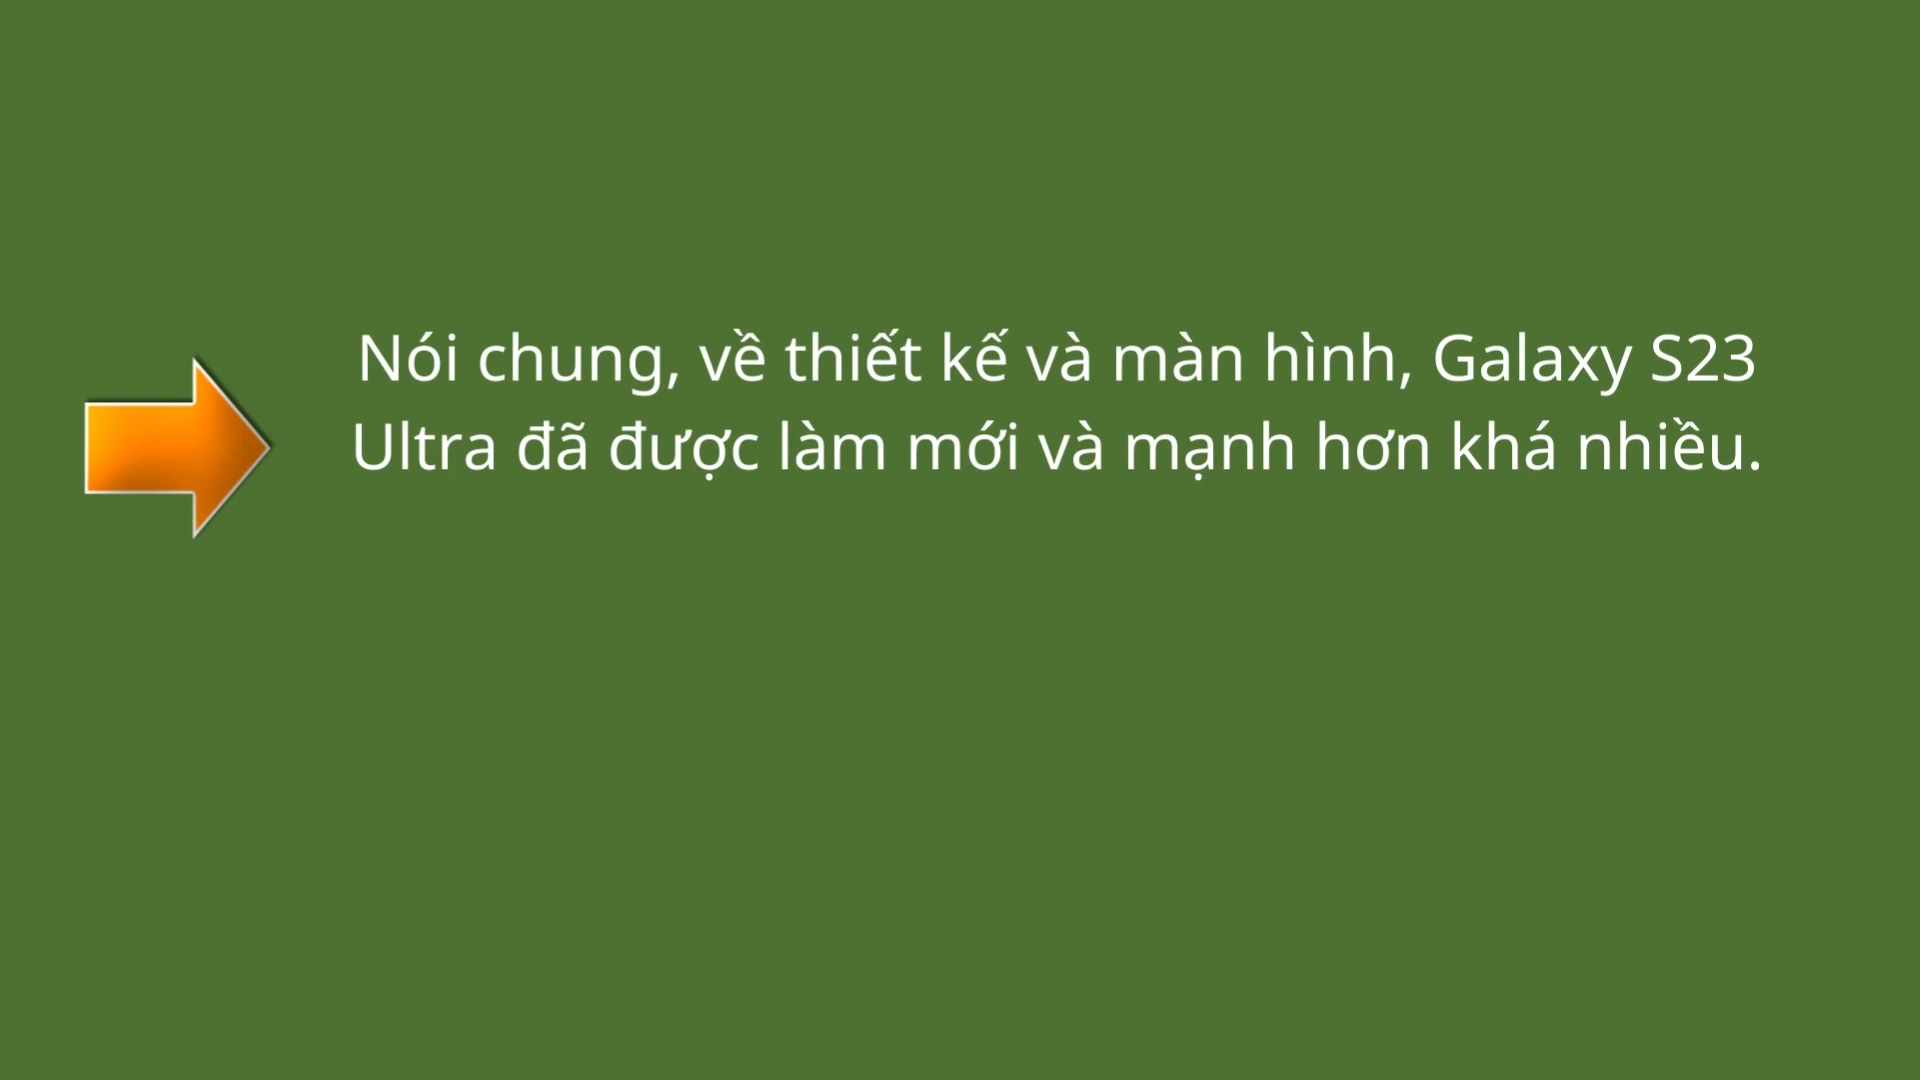 Nói chung, về thiết kế và màn hình, Galaxy S23
Ultra đã được làm mới và mạnh hơn khá nhiều.